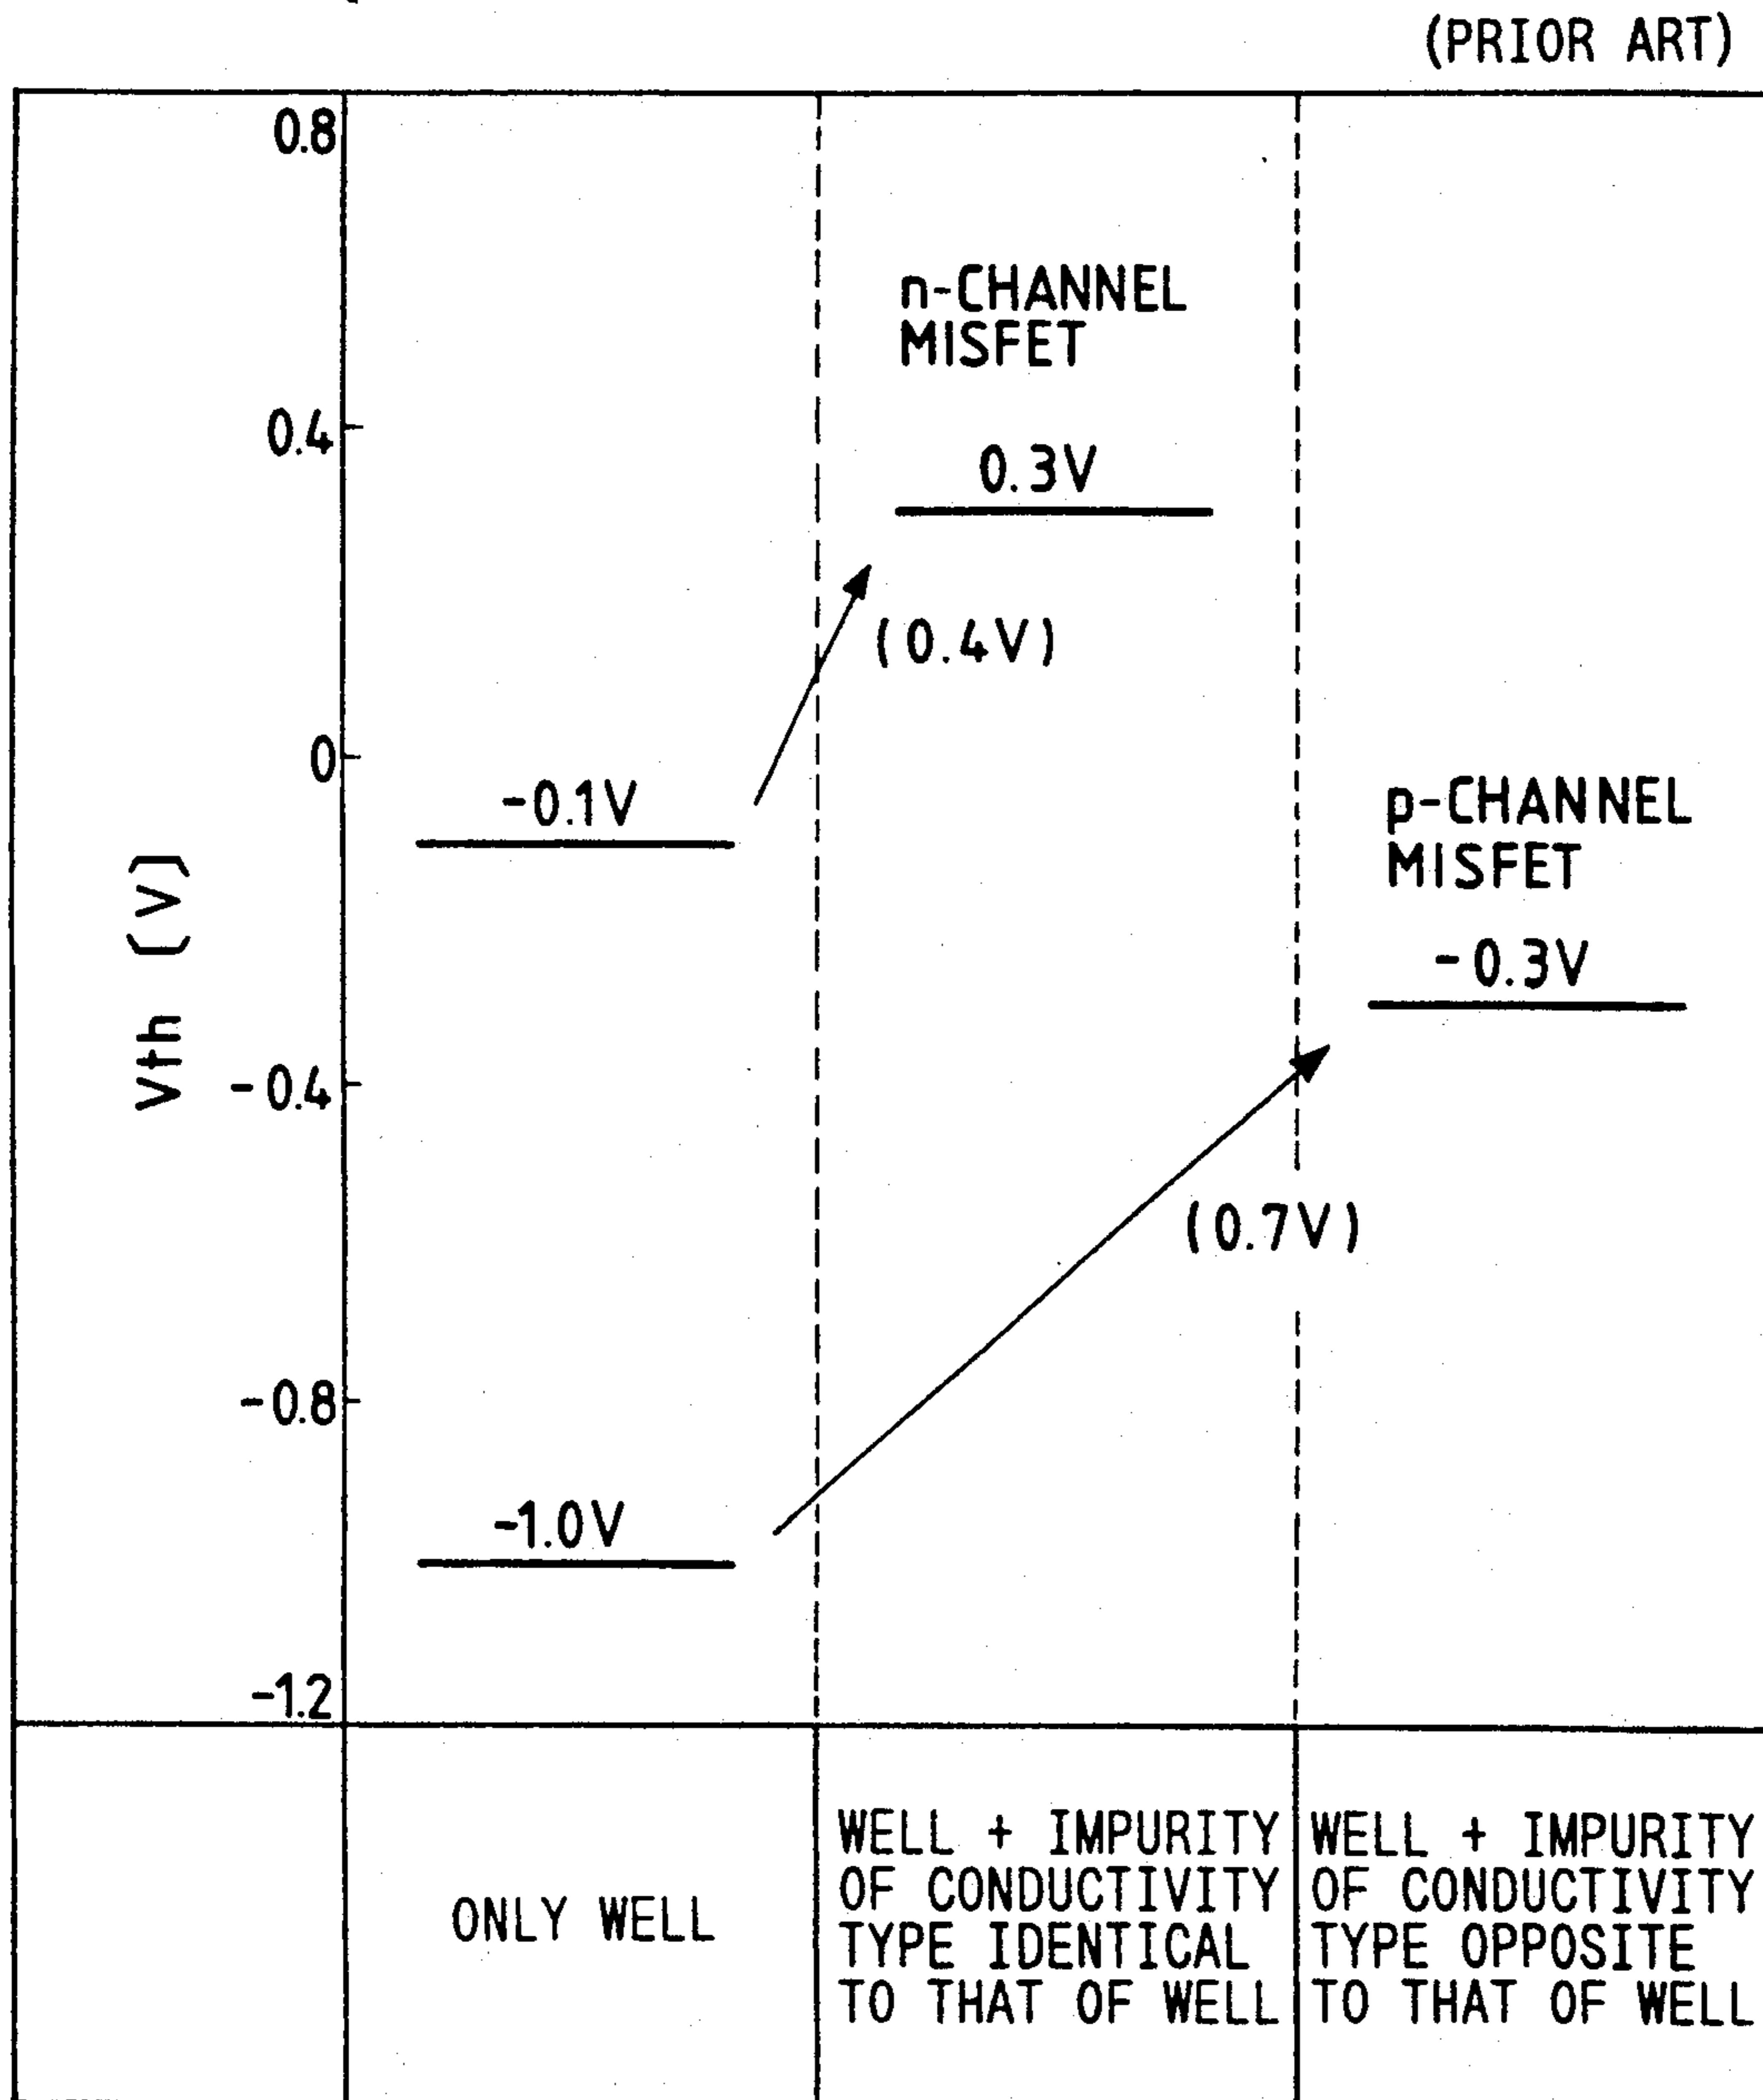 (PRIOR ART)
0.8
0.4
0
-0.4
-0.8
-1.2
Vth (V)
n-CHANNEL
MISFET
0.3V
(0.4V)
-0.1V
p-CHANNEL
MISFET
-0.3V
(0.7V)
-1.0V
ONLY WELL
WELL + IMPURITY
OF CONDUCTIVITY
TYPE IDENTICAL
TO THAT OF WELL
WELL + IMPURITY
OF CONDUCTIVITY
TYPE OPPOSITE
TO THAT OF WELL